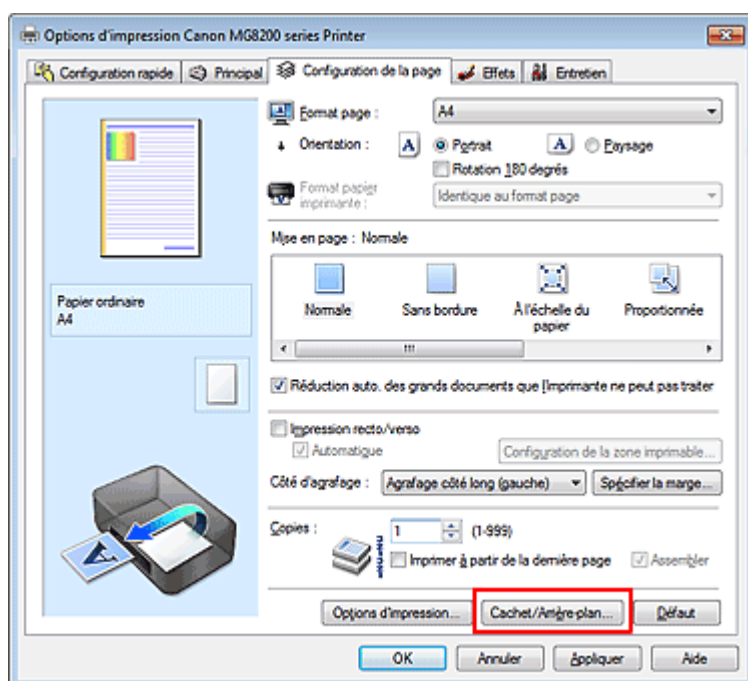 Options d'impression Canon MG8200 series Printer
Configuration rapide Principal Configuration de la page Effets Entretien
Format page : A4
Orientation : A Portrait A Paysage
Rotation 180 degrés
Format papier imprimante : Identique au format page
Mise en page : Normale
Normale Sans bordure À l'échelle du papier Proportionnée
Papier ordinaire
A4
Réduction auto. des grands documents que l'imprimante ne peut pas traiter
Impression recto/verso
Automatique Configuration de la zone imprimable...
Côté d'agrafage : Agrafage côté long (gauche) Spécifier la marge...
Copies : 1 (1-999)
Imprimer à partir de la dernière page Assembler
Options d'impression... Cachet/Arrière-plan... Défaut
OK Annuler Appliquer Aide